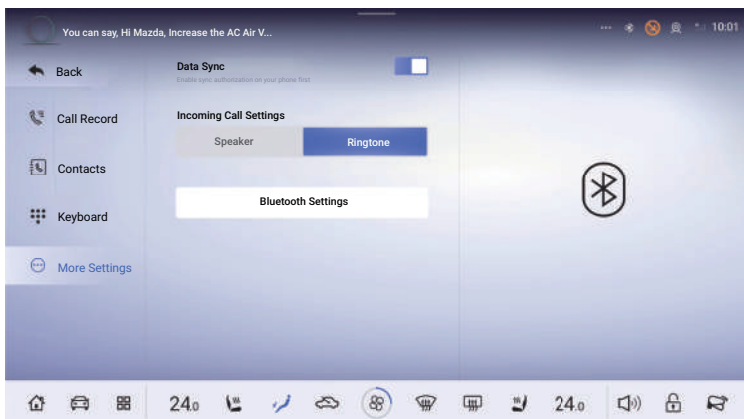 You can say, Hi Mazda, Increase the AC Air V...
10:01
Back
Data Sync
Enable sync authorization on your phone first
Call Record
Incoming Call Settings
Speaker
Ringtone
Contacts
Bluetooth Settings
Keyboard
More Settings
24.0
24.0